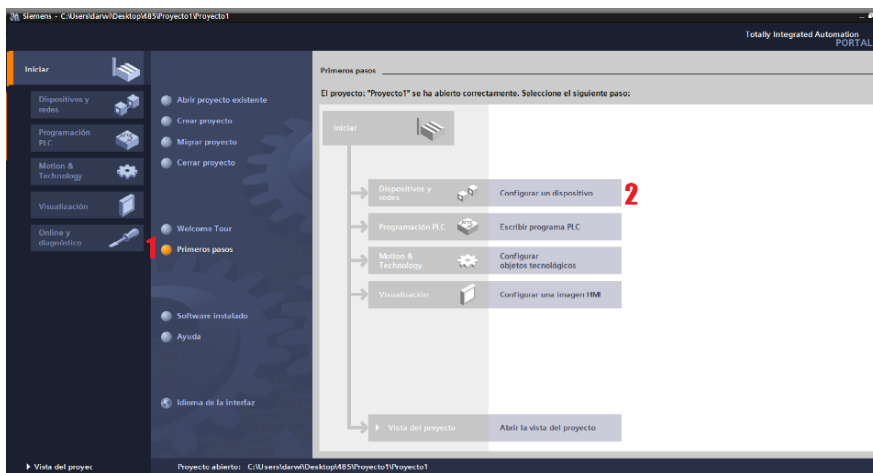 Siemens - C:\Users\darwi\Desktop\485\Proyecto1\Proyecto1
Totally Integrated Automation
PORTAL
Iniciar
Dispositivos y
redes
Programación
PLC
Motion &
Technology
Visualización
Online y
diagnóstico
Abrir proyecto existente
Crear proyecto
Migrar proyecto
Cerrar proyecto
Welcome Tour
1
Primeros pasos
Software instalado
Ayuda
Idioma de la interfaz
Primeros pasos
El proyecto: "Proyecto1" se ha abierto correctamente. Seleccione el siguiente paso:
Iniciar
Dispositivos y
redes
Configurar un dispositivo
2
Programación PLC
Escribir programa PLC
Motion &
Technology
Configurar
objetos tecnológicos
Visualización
Configurar una imagen HMI
Vista del proyecto
Abrir la vista del proyecto
Vista del proyec
Proyecto abierto: C:\Users\darwi\Desktop\485\Proyecto1\Proyecto1